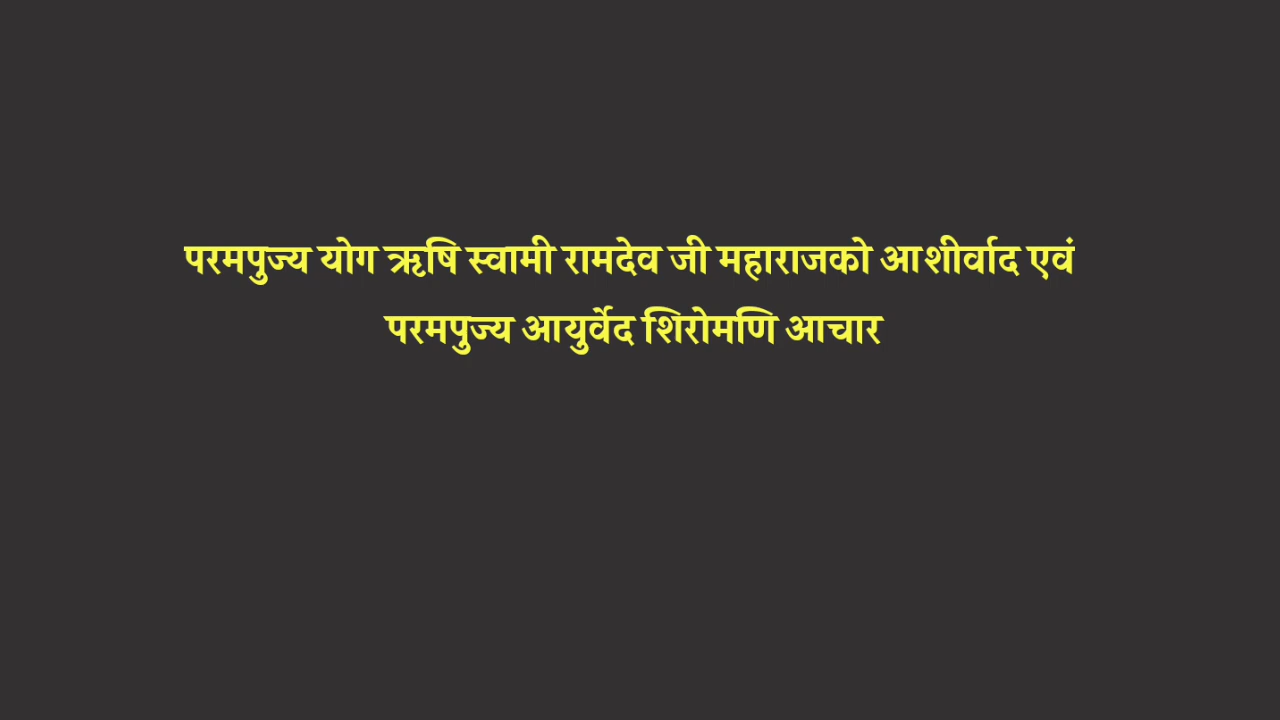 परमपुज्य योग ऋषि स्वामी रामदेव जी महाराजको आशीर्वाद एवं
परमपुज्य आयुर्वेद शिरोमणि आचार